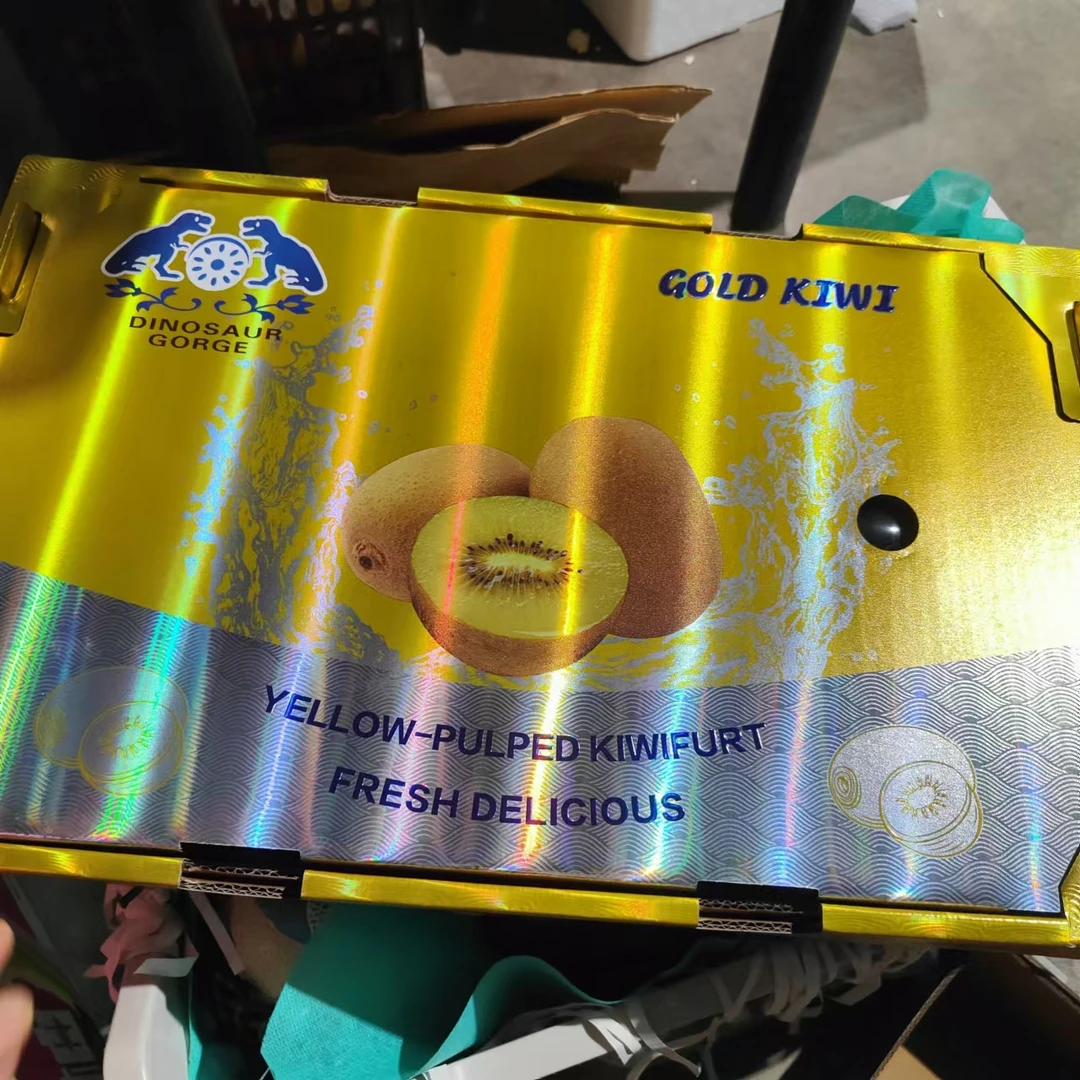 DINOSAUR
GORGE
GOLD KIWI
YELLOW-PULPED KIWIFURT
FRESH DELICIOUS